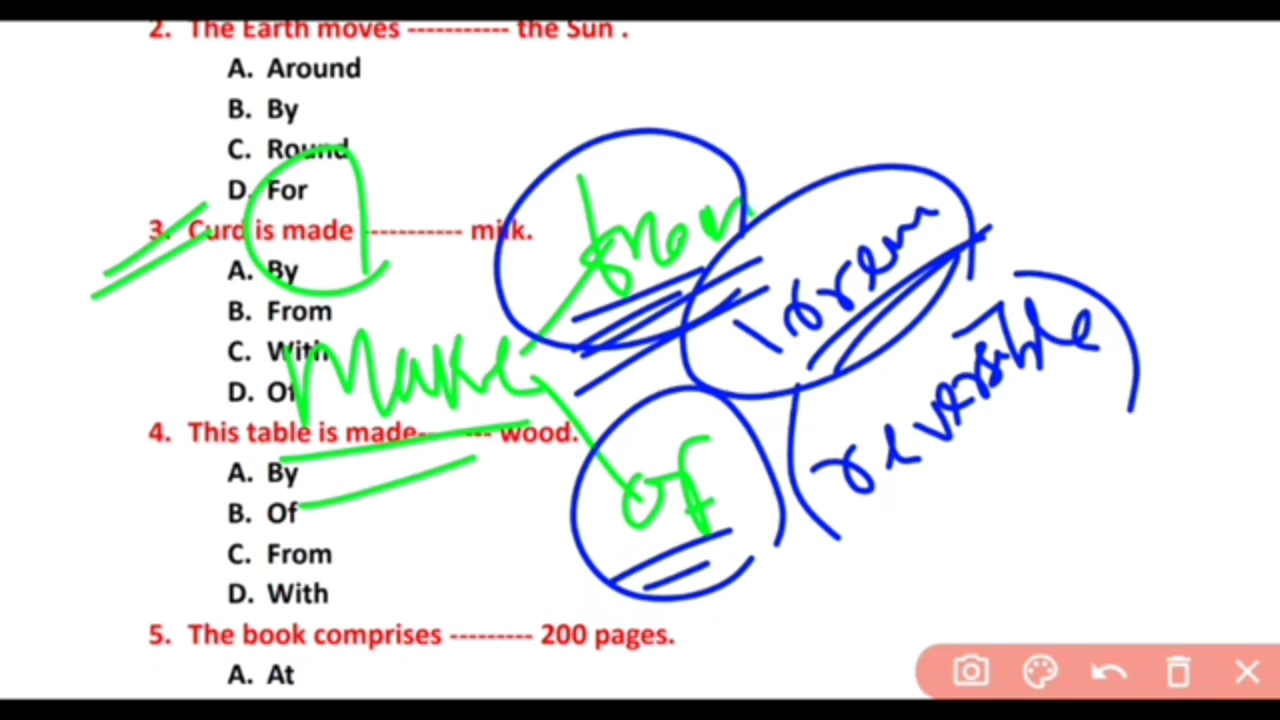 2. The Earth moves ----------- the Sun .
A. Around
B. By
C. Round
D. For
3. Curd is made ----------- milk.
A. By
B. From
C. With
D. Of
4. This table is made--------- wood.
A. By
B. Of
C. From
D. With
5. The book comprises --------- 200 pages.
A. At
from
Irrev
Make
reversible
of